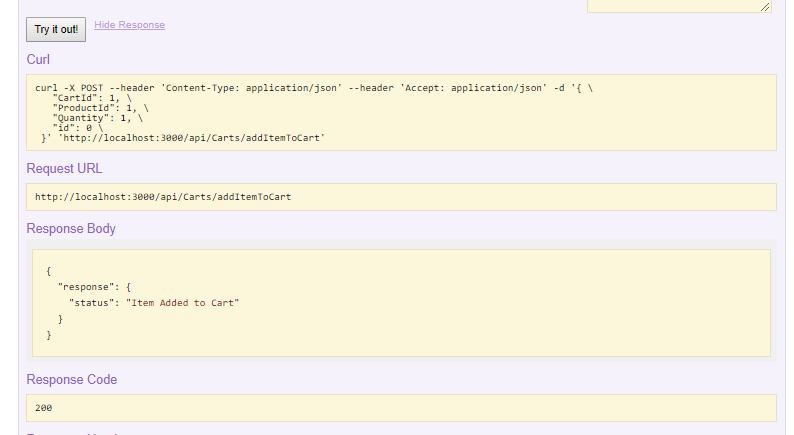 Try it out! Hide Response
Curl
curl -X POST --header 'Content-Type: application/json' --header 'Accept: application/json' -d '{ \
"CartId": 1, \
"ProductId": 1, \
"Quantity": 1, \
"id": 0 \
}' 'http://localhost:3000/api/Carts/addItemToCart'
Request URL
http://localhost:3000/api/Carts/addItemToCart
Response Body
{
"response": {
"status": "Item Added to Cart"
}
}
Response Code
200